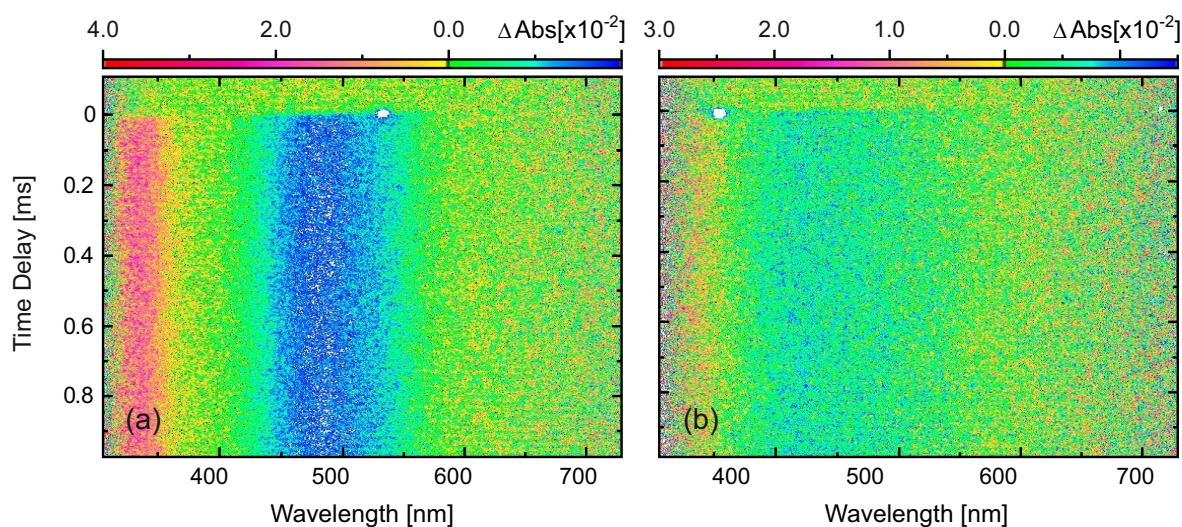 4.0 2.0 0.0 ΔAbs[x10⁻²]
3.0 2.0 1.0 0.0 ΔAbs[x10⁻²]
Time Delay [ms]
0
0.2
0.4
0.6
0.8
(a)
(b)
400 500 600 700
400 500 600 700
Wavelength [nm]
Wavelength [nm]